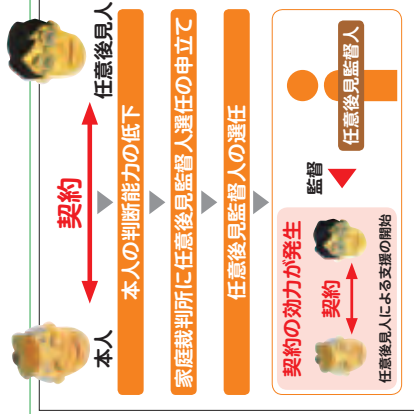 本人
契約
任意後見人
本人の判断能力の低下
家庭裁判所に任意後見監督人選任の申立て
任意後見監督人の選任
契約の効力が発生
契約
任意後見人による支援の開始
監督
任意後見監督人